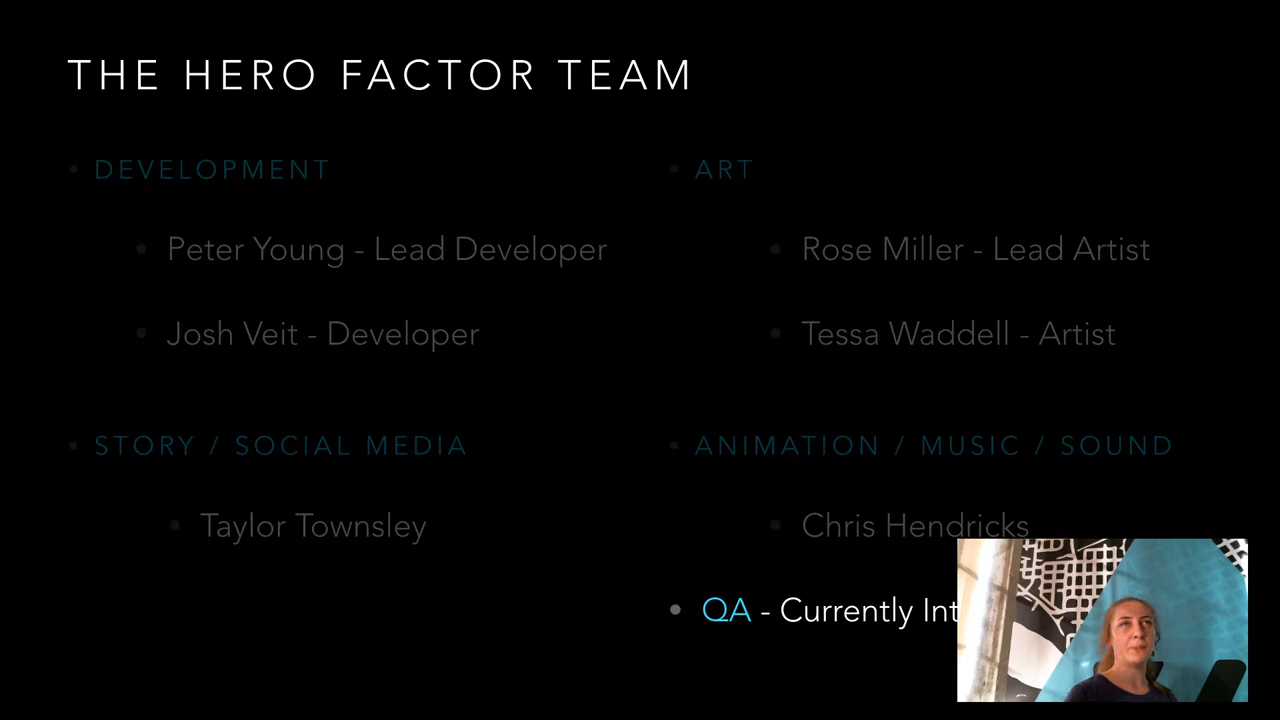 THE HERO FACTOR TEAM
• DEVELOPMENT
• Peter Young - Lead Developer
• Josh Veit - Developer
• STORY / SOCIAL MEDIA
• Taylor Townsley
• ART
• Rose Miller - Lead Artist
• Tessa Waddell - Artist
• ANIMATION / MUSIC / SOUND
• Chris Hendricks
• QA - Currently